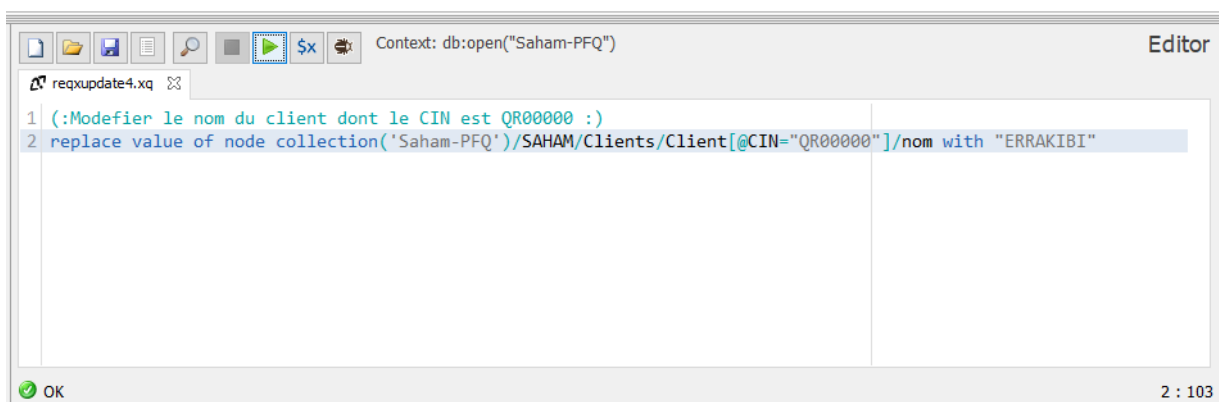 $x Context: db:open("Saham-PFQ") Editor
reqxupdate4.xq
1 (:Modefier le nom du client dont le CIN est QR00000 :)
2 replace value of node collection('Saham-PFQ')/SAHAM/Clients/Client[@CIN="QR00000"]/nom with "ERRAKIBI"
OK 2 : 103